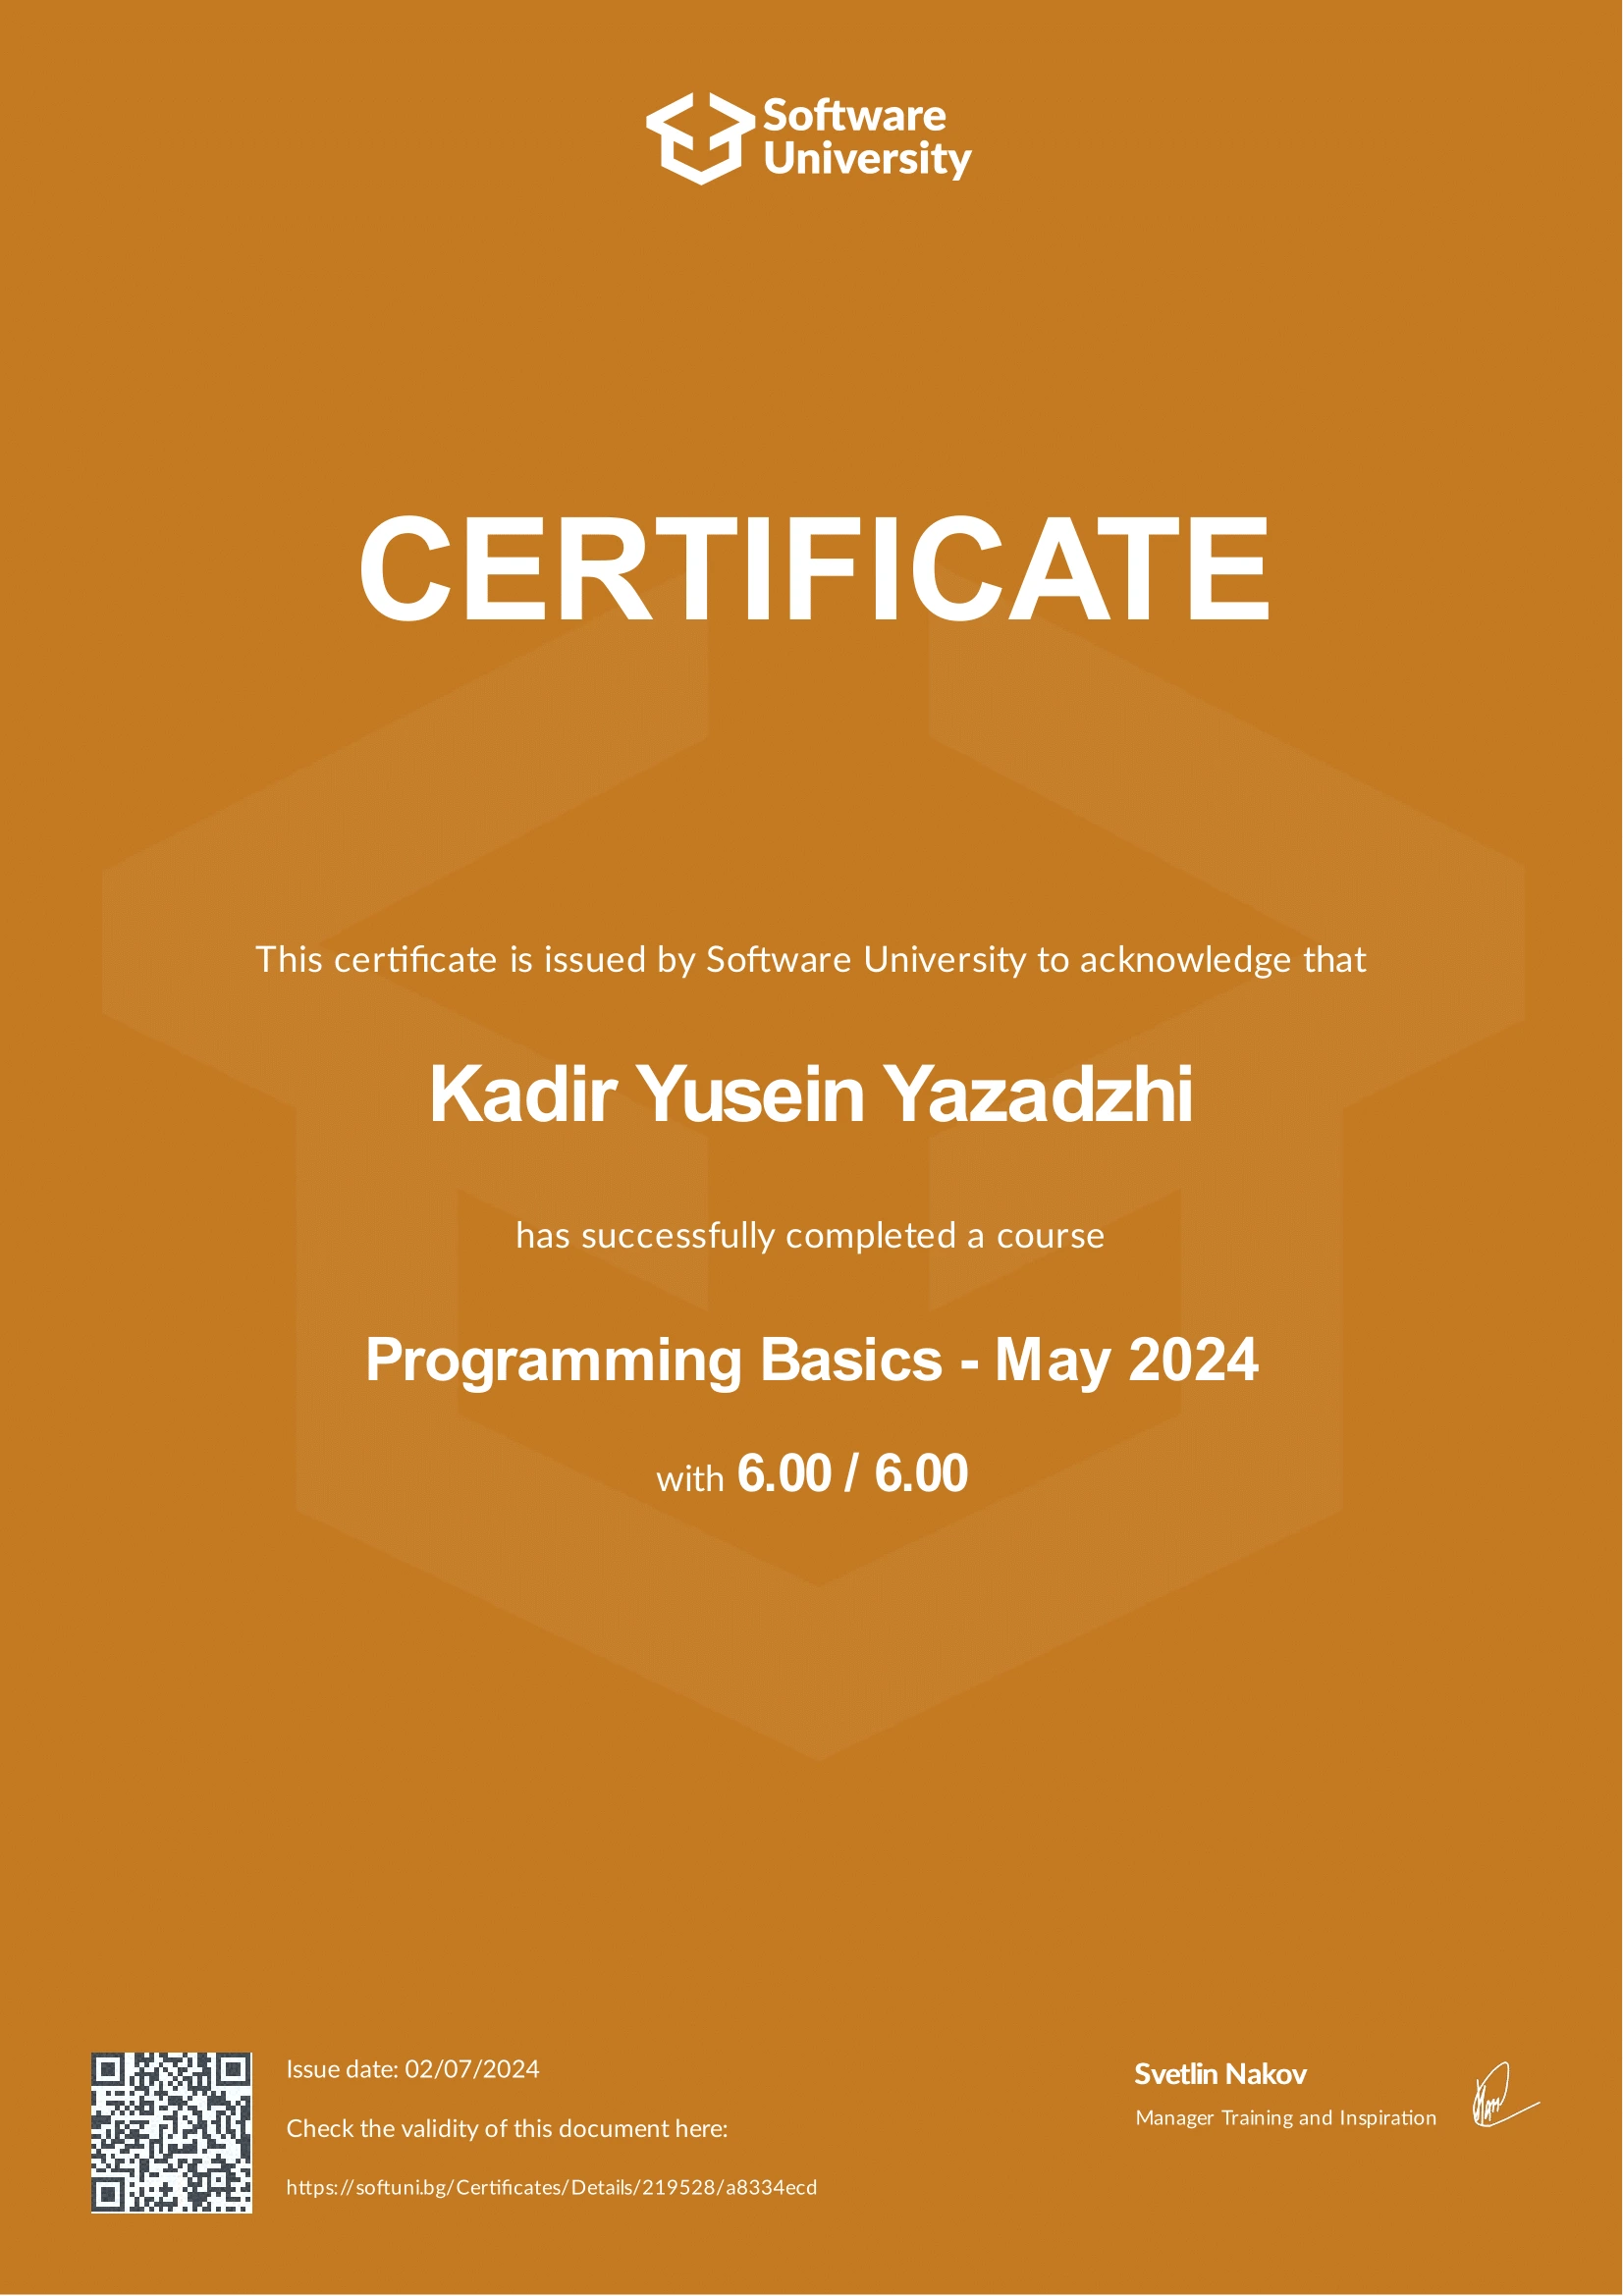 Software
University
CERTIFICATE
This certificate is issued by Software University to acknowledge that
Kadir Yusein Yazadzhi
has successfully completed a course
Programming Basics - May 2024
with 6.00 / 6.00
Issue date: 02/07/2024
Check the validity of this document here:
https://softuni.bg/Certificates/Details/219528/a8334ecd
Svetlin Nakov
Manager Training and Inspiration